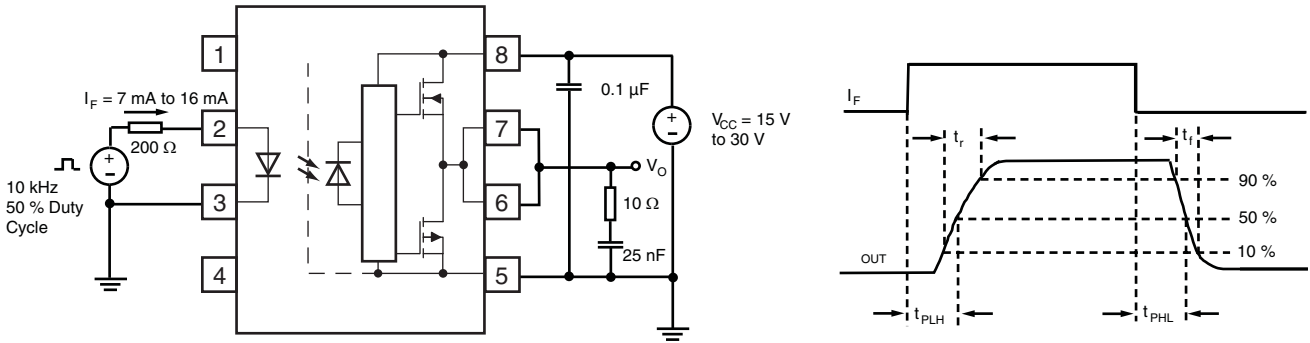 1
8
I_F = 7 mA to 16 mA
2
7
200 Ω
+
-
10 kHz
50 % Duty
Cycle
3
6
4
5
0.1 µF
+
-
V_CC = 15 V
to 30 V
V_O
10 Ω
25 nF
I_F
t_r
t_f
90 %
50 %
10 %
OUT
t_PLH
t_PHL